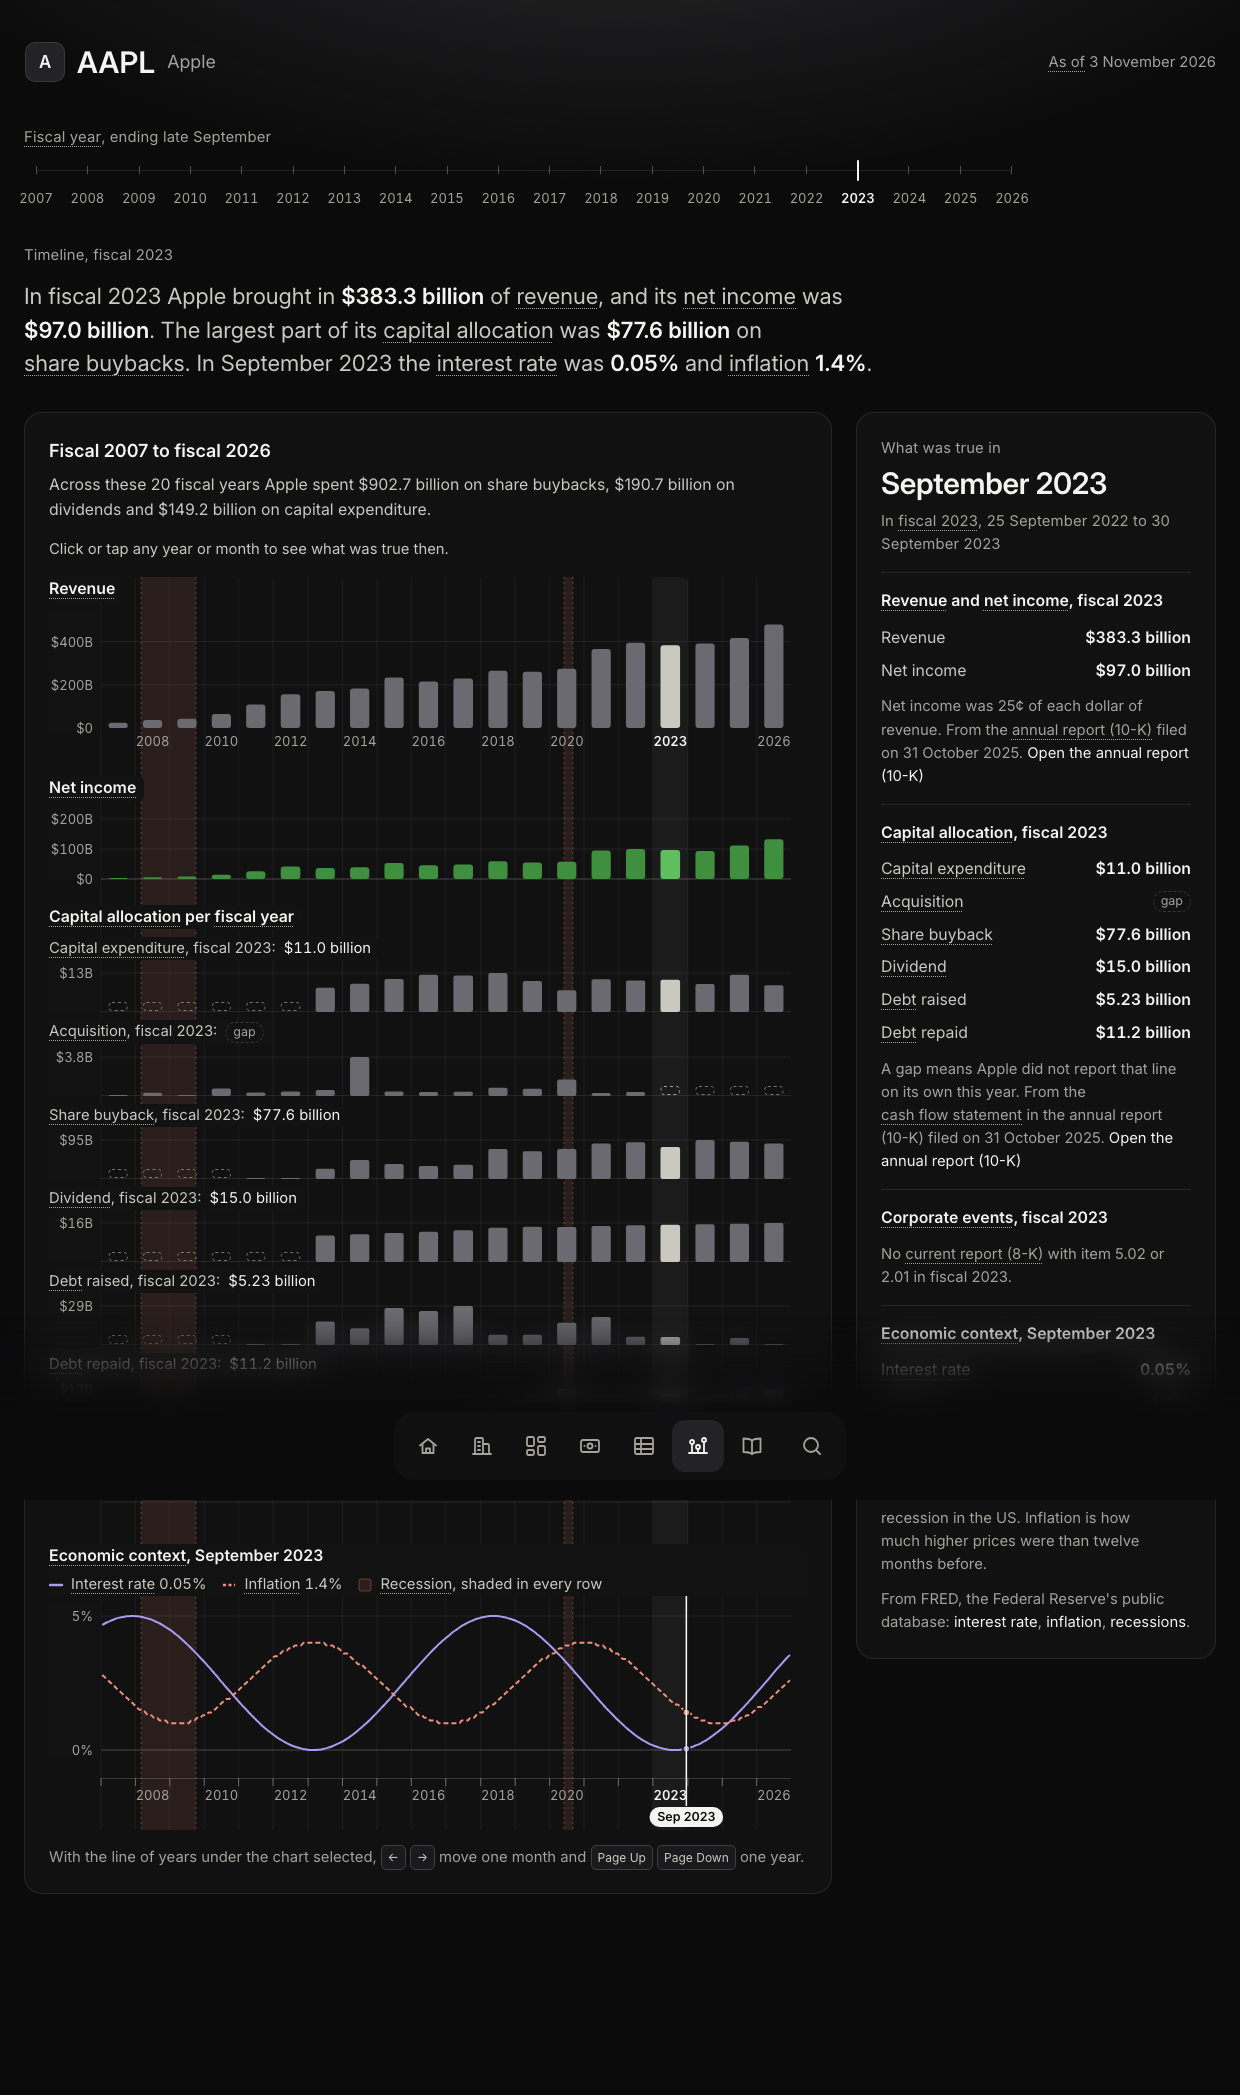 A AAPL Apple
As of 3 November 2026
Fiscal year, ending late September
2007 2008 2009 2010 2011 2012 2013 2014 2015 2016 2017 2018 2019 2020 2021 2022 2023 2024 2025 2026
Timeline, fiscal 2023
In fiscal 2023 Apple brought in $383.3 billion of revenue, and its net income was
$97.0 billion. The largest part of its capital allocation was $77.6 billion on
share buybacks. In September 2023 the interest rate was 0.05% and inflation 1.4%.
Fiscal 2007 to fiscal 2026
Across these 20 fiscal years Apple spent $902.7 billion on share buybacks, $190.7 billion on
dividends and $149.2 billion on capital expenditure.
Click or tap any year or month to see what was true then.
Revenue
$400B
$200B
$0
2008 2010 2012 2014 2016 2018 2020 2023 2026
Net income
$200B
$100B
$0
Capital allocation per fiscal year
Capital expenditure, fiscal 2023: $11.0 billion
$13B
Acquisition, fiscal 2023: gap
$3.8B
Share buyback, fiscal 2023: $77.6 billion
$95B
Dividend, fiscal 2023: $15.0 billion
$16B
Debt raised, fiscal 2023: $5.23 billion
$29B
Debt repaid, fiscal 2023: $11.2 billion
$13B
Economic context, September 2023
Interest rate 0.05% Inflation 1.4% Recession, shaded in every row
5%
0%
2008 2010 2012 2014 2016 2018 2020 2023 2026
Sep 2023
With the line of years under the chart selected, ← → move one month and Page Up Page Down one year.
What was true in
September 2023
In fiscal 2023, 25 September 2022 to 30
September 2023
Revenue and net income, fiscal 2023
Revenue $383.3 billion
Net income $97.0 billion
Net income was 25¢ of each dollar of
revenue. From the annual report (10-K) filed
on 31 October 2025. Open the annual report
(10-K)
Capital allocation, fiscal 2023
Capital expenditure $11.0 billion
Acquisition gap
Share buyback $77.6 billion
Dividend $15.0 billion
Debt raised $5.23 billion
Debt repaid $11.2 billion
A gap means Apple did not report that line
on its own this year. From the
cash flow statement in the annual report
(10-K) filed on 31 October 2025. Open the
annual report (10-K)
Corporate events, fiscal 2023
No current report (8-K) with item 5.02 or
2.01 in fiscal 2023.
Economic context, September 2023
Interest rate 0.05%
recession in the US. Inflation is how
much higher prices were than twelve
months before.
From FRED, the Federal Reserve's public
database: interest rate, inflation, recessions.